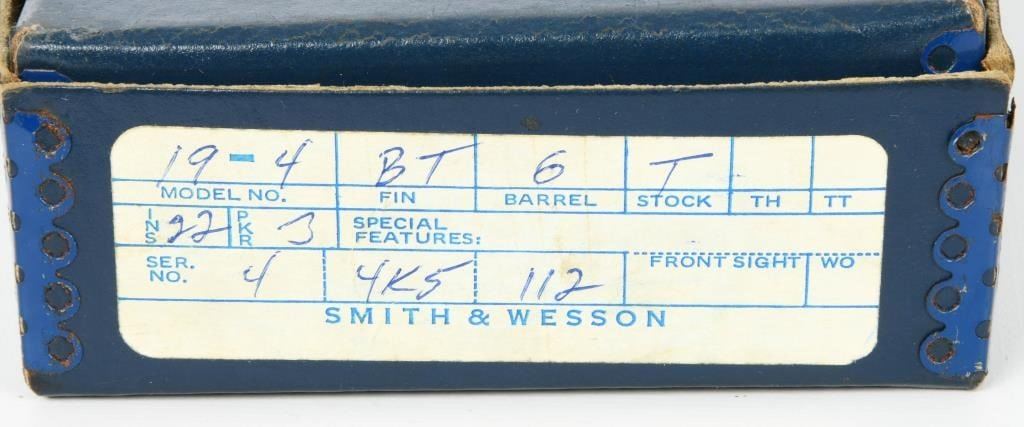 19-4 BT 6 T
MODEL NO. FIN BARREL STOCK TH TT
INS 22 PKR 3 SPECIAL FEATURES:
SER. NO. 4 4K5 112 FRONT SIGHT WO
SMITH & WESSON